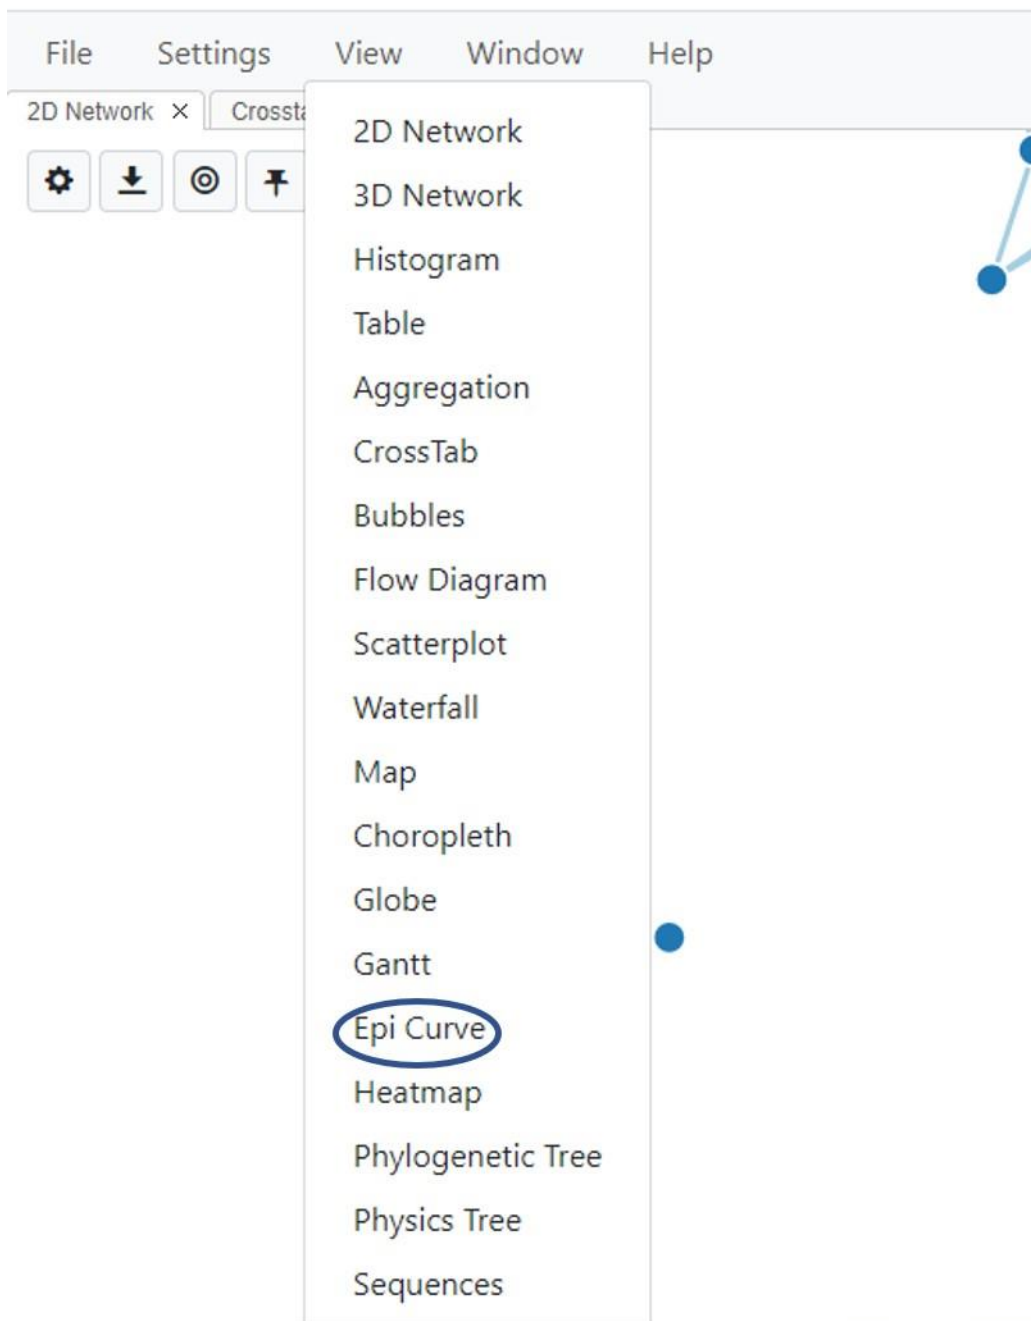 File Settings View Window Help
2D Network × Crossta
2D Network
3D Network
Histogram
Table
Aggregation
CrossTab
Bubbles
Flow Diagram
Scatterplot
Waterfall
Map
Choropleth
Globe
Gantt
Epi Curve
Heatmap
Phylogenetic Tree
Physics Tree
Sequences